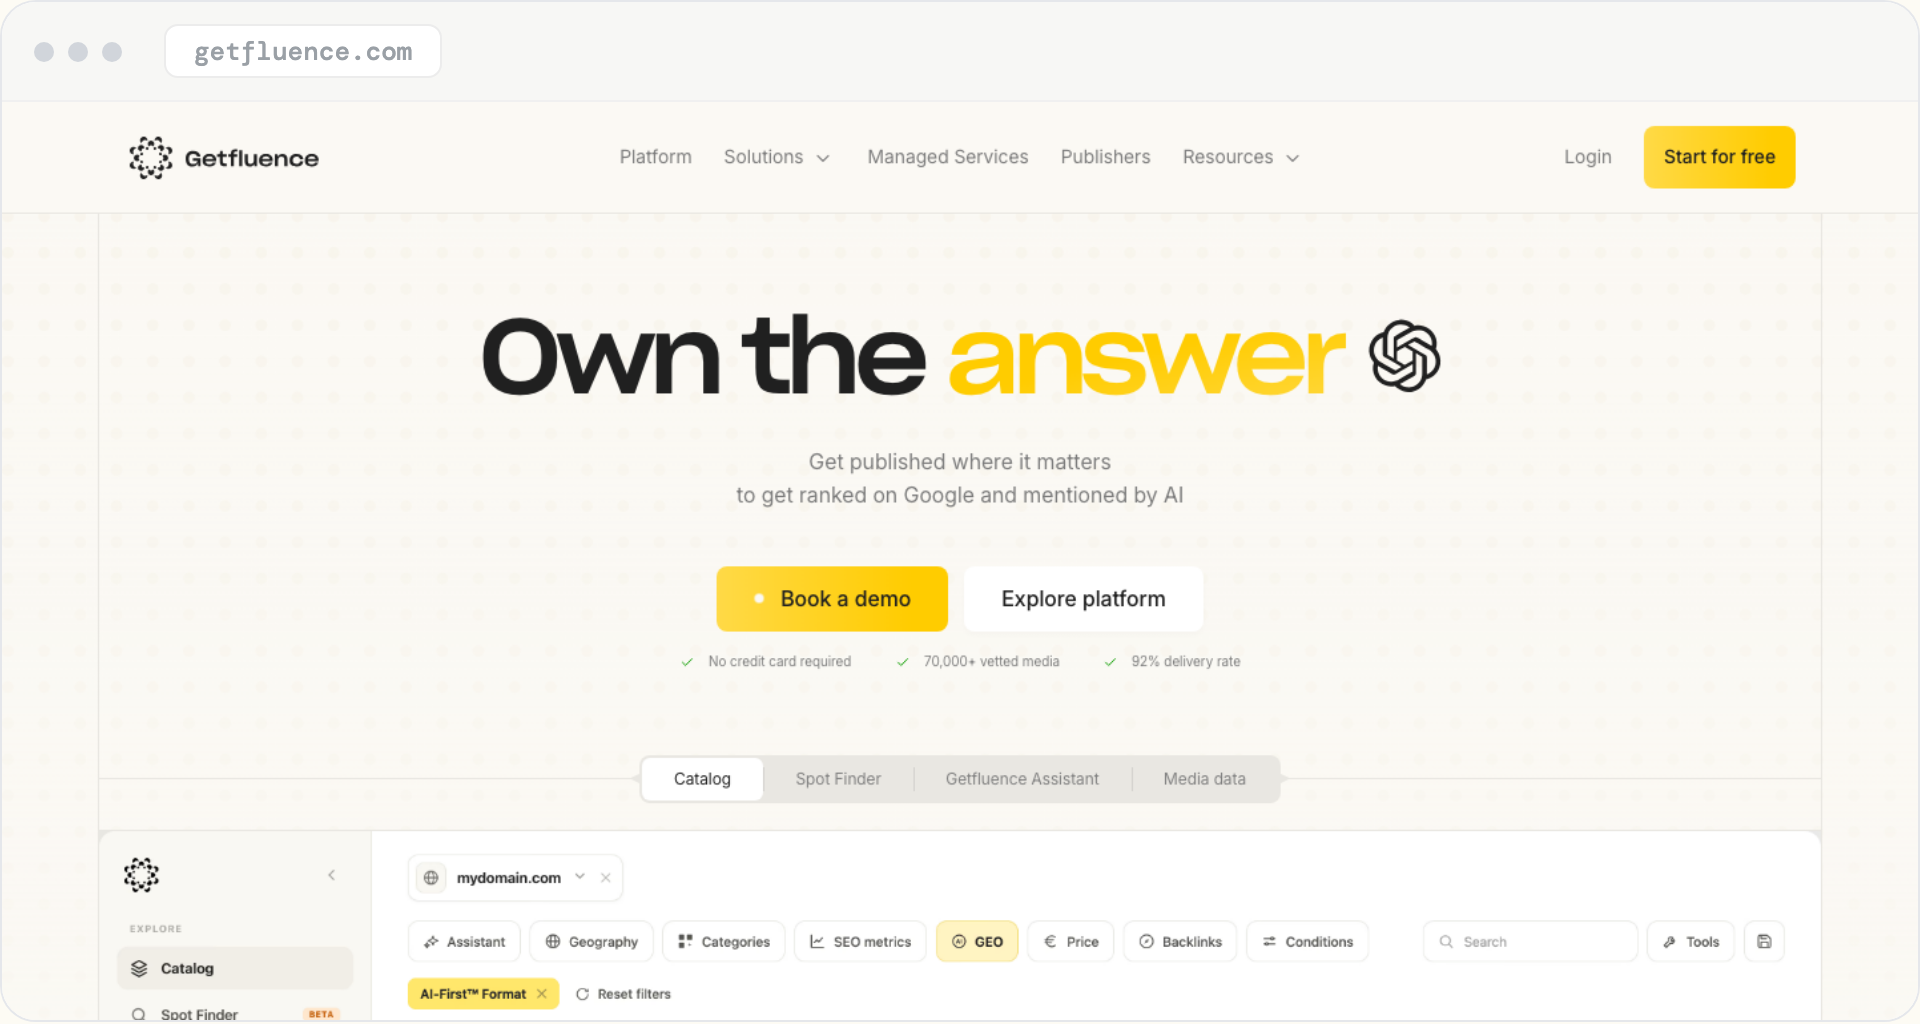 getfluence.com
Getfluence
Platform
Solutions
Managed Services
Publishers
Resources
Login
Start for free
Own the answer
Get published where it matters
to get ranked on Google and mentioned by AI
Book a demo
Explore platform
No credit card required
70,000+ vetted media
92% delivery rate
Catalog
Spot Finder
Getfluence Assistant
Media data
mydomain.com
EXPLORE
Catalog
Spot Finder
BETA
Assistant
Geography
Categories
SEO metrics
GEO
Price
Backlinks
Conditions
Search
Tools
AI-First™ Format
Reset filters